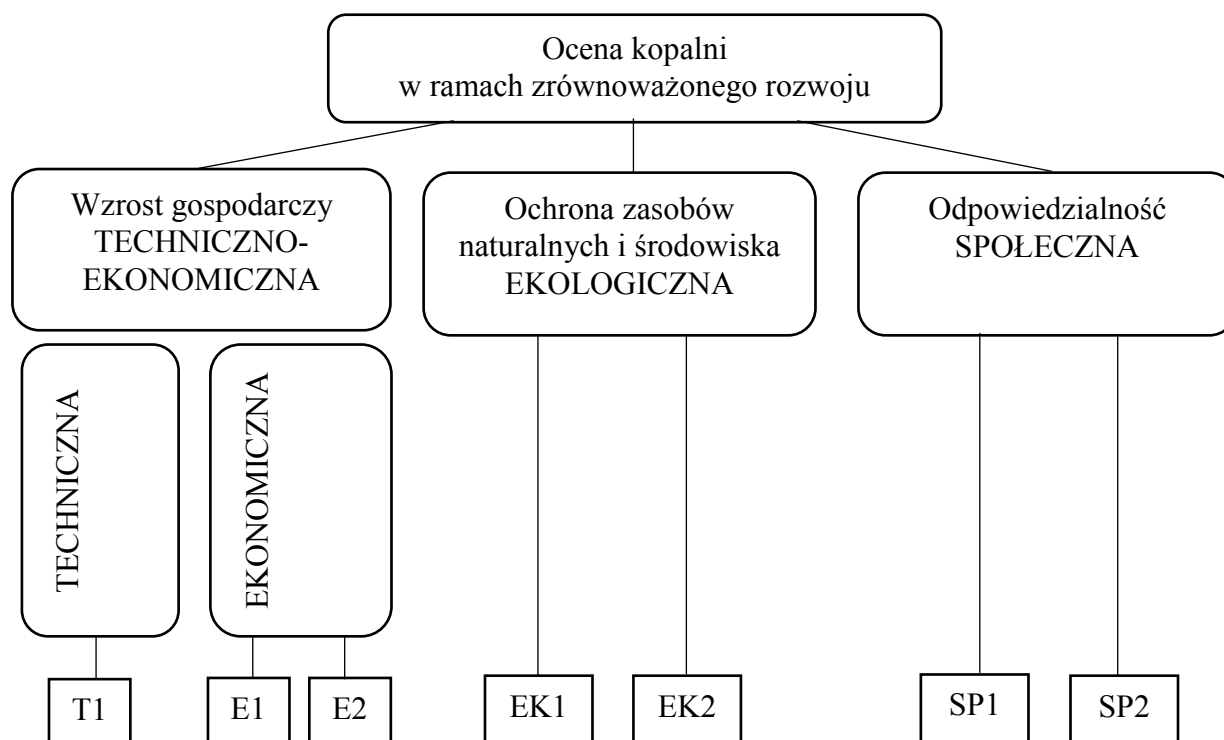 Ocena kopalni
w ramach zrównoważonego rozwoju
Wzrost gospodarczy
TECHNICZNO-
EKONOMICZNA
Ochrona zasobów
naturalnych i środowiska
EKOLOGICZNA
Odpowiedzialność
SPOŁECZNA
TECHNICZNA
EKONOMICZNA
T1
E1
E2
EK1
EK2
SP1
SP2